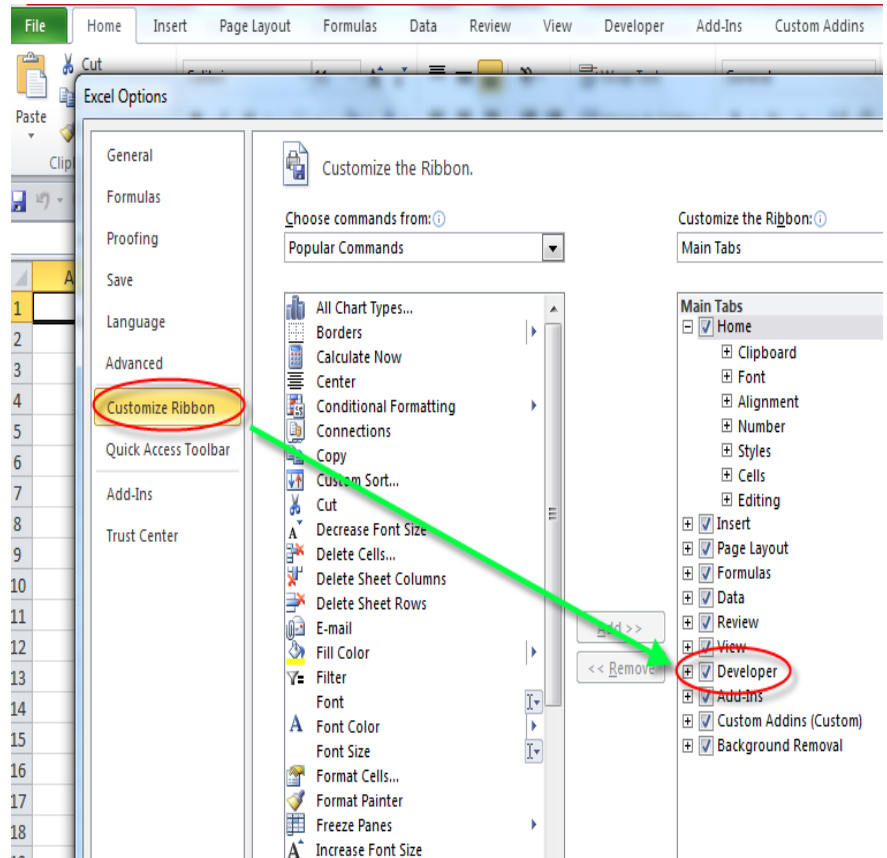 File Home Insert Page Layout Formulas Data Review View Developer Add-Ins Custom Addins
Cut
Paste
Excel Options
General
Formulas
Proofing
Save
Language
Advanced
Customize Ribbon
Quick Access Toolbar
Add-Ins
Trust Center
Customize the Ribbon.
Choose commands from:
Popular Commands
All Chart Types...
Borders
Calculate Now
Center
Conditional Formatting
Connections
Copy
Custom Sort...
Cut
Decrease Font Size
Delete Cells...
Delete Sheet Columns
Delete Sheet Rows
E-mail
Fill Color
Filter
Font
Font Color
Font Size
Format Cells...
Format Painter
Freeze Panes
Increase Font Size
Add >>
<< Remove
Customize the Ribbon:
Main Tabs
Main Tabs
Home
Clipboard
Font
Alignment
Number
Styles
Cells
Editing
Insert
Page Layout
Formulas
Data
Review
View
Developer
Add-Ins
Custom Addins (Custom)
Background Removal
A
1
2
3
4
5
6
7
8
9
10
11
12
13
14
15
16
17
18